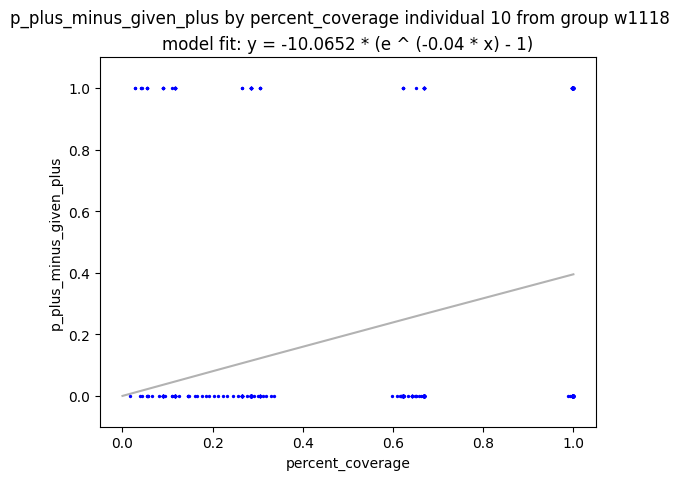 p_plus_minus_given_plus by percent_coverage individual 10 from group w1118
model fit: y = -10.0652 * (e ^ (-0.04 * x) - 1)
1.0
0.8
0.6
0.4
0.2
0.0
p_plus_minus_given_plus
0.0 0.2 0.4 0.6 0.8 1.0
percent_coverage